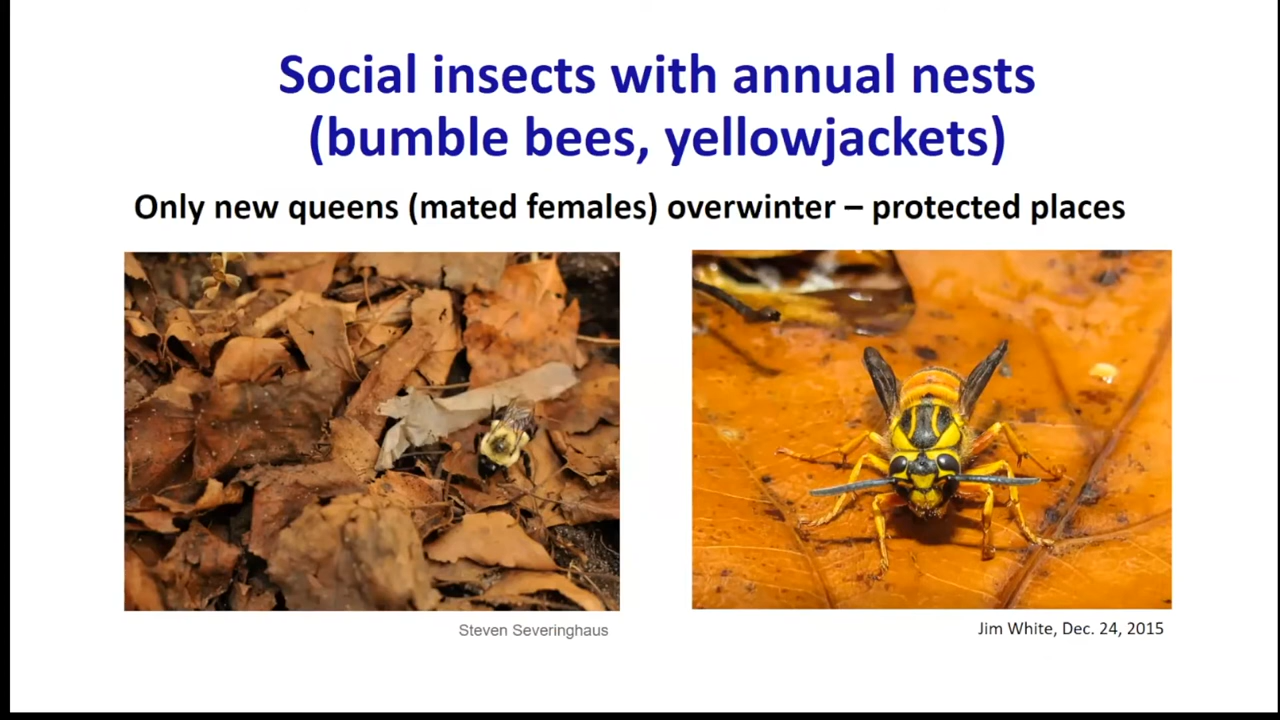 Social insects with annual nests
(bumble bees, yellowjackets)
Only new queens (mated females) overwinter – protected places
Steven Severinghaus
Jim White, Dec. 24, 2015